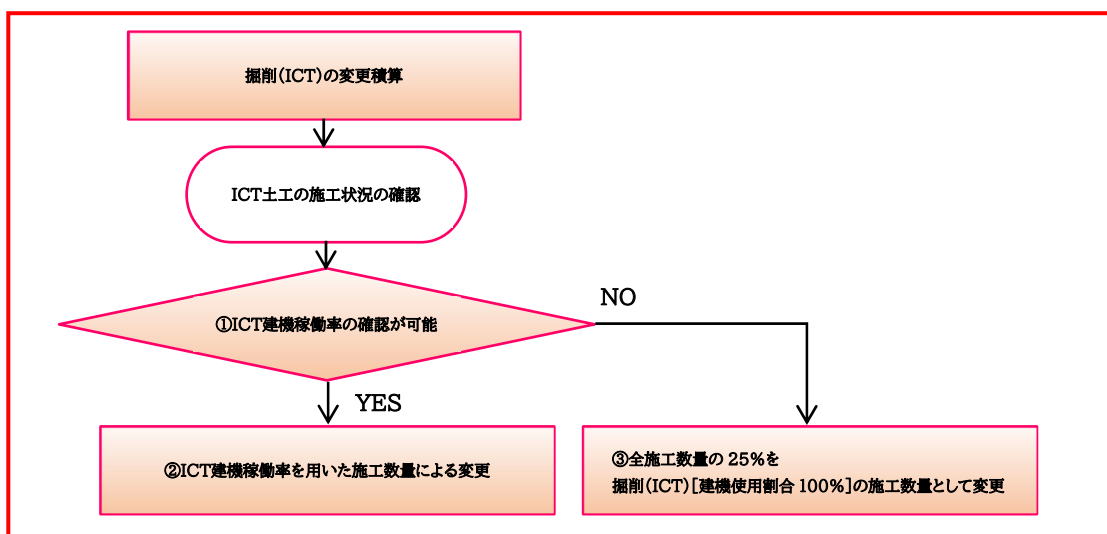 掘削(ICT)の変更積算
ICT土工の施工状況の確認
①ICT建機稼働率の確認が可能
NO
YES
②ICT建機稼働率を用いた施工数量による変更
③全施工数量の 25%を
掘削(ICT)[建機使用割合 100%]の施工数量として変更